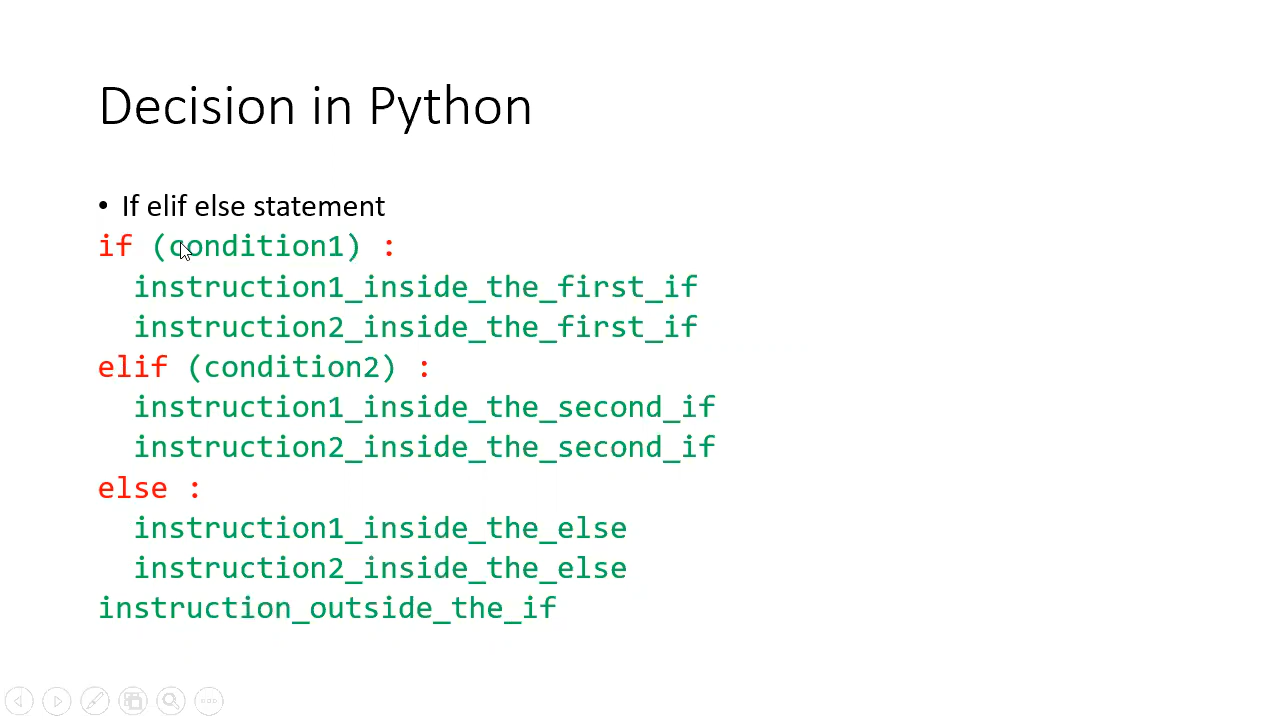 Decision in Python
• If elif else statement
if (condition1) :
  instruction1_inside_the_first_if
  instruction2_inside_the_first_if
elif (condition2) :
  instruction1_inside_the_second_if
  instruction2_inside_the_second_if
else :
  instruction1_inside_the_else
  instruction2_inside_the_else
instruction_outside_the_if